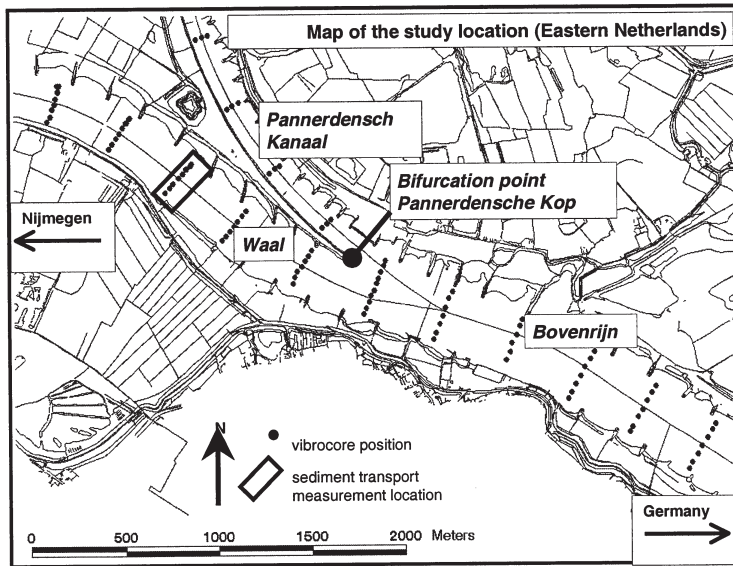 Map of the study location (Eastern Netherlands)
Pannerdensch
Kanaal
Bifurcation point
Pannerdensche Kop
Nijmegen
Waal
Bovenrijn
N
vibrocore position
sediment transport
measurement location
0 500 1000 1500 2000 Meters
Germany